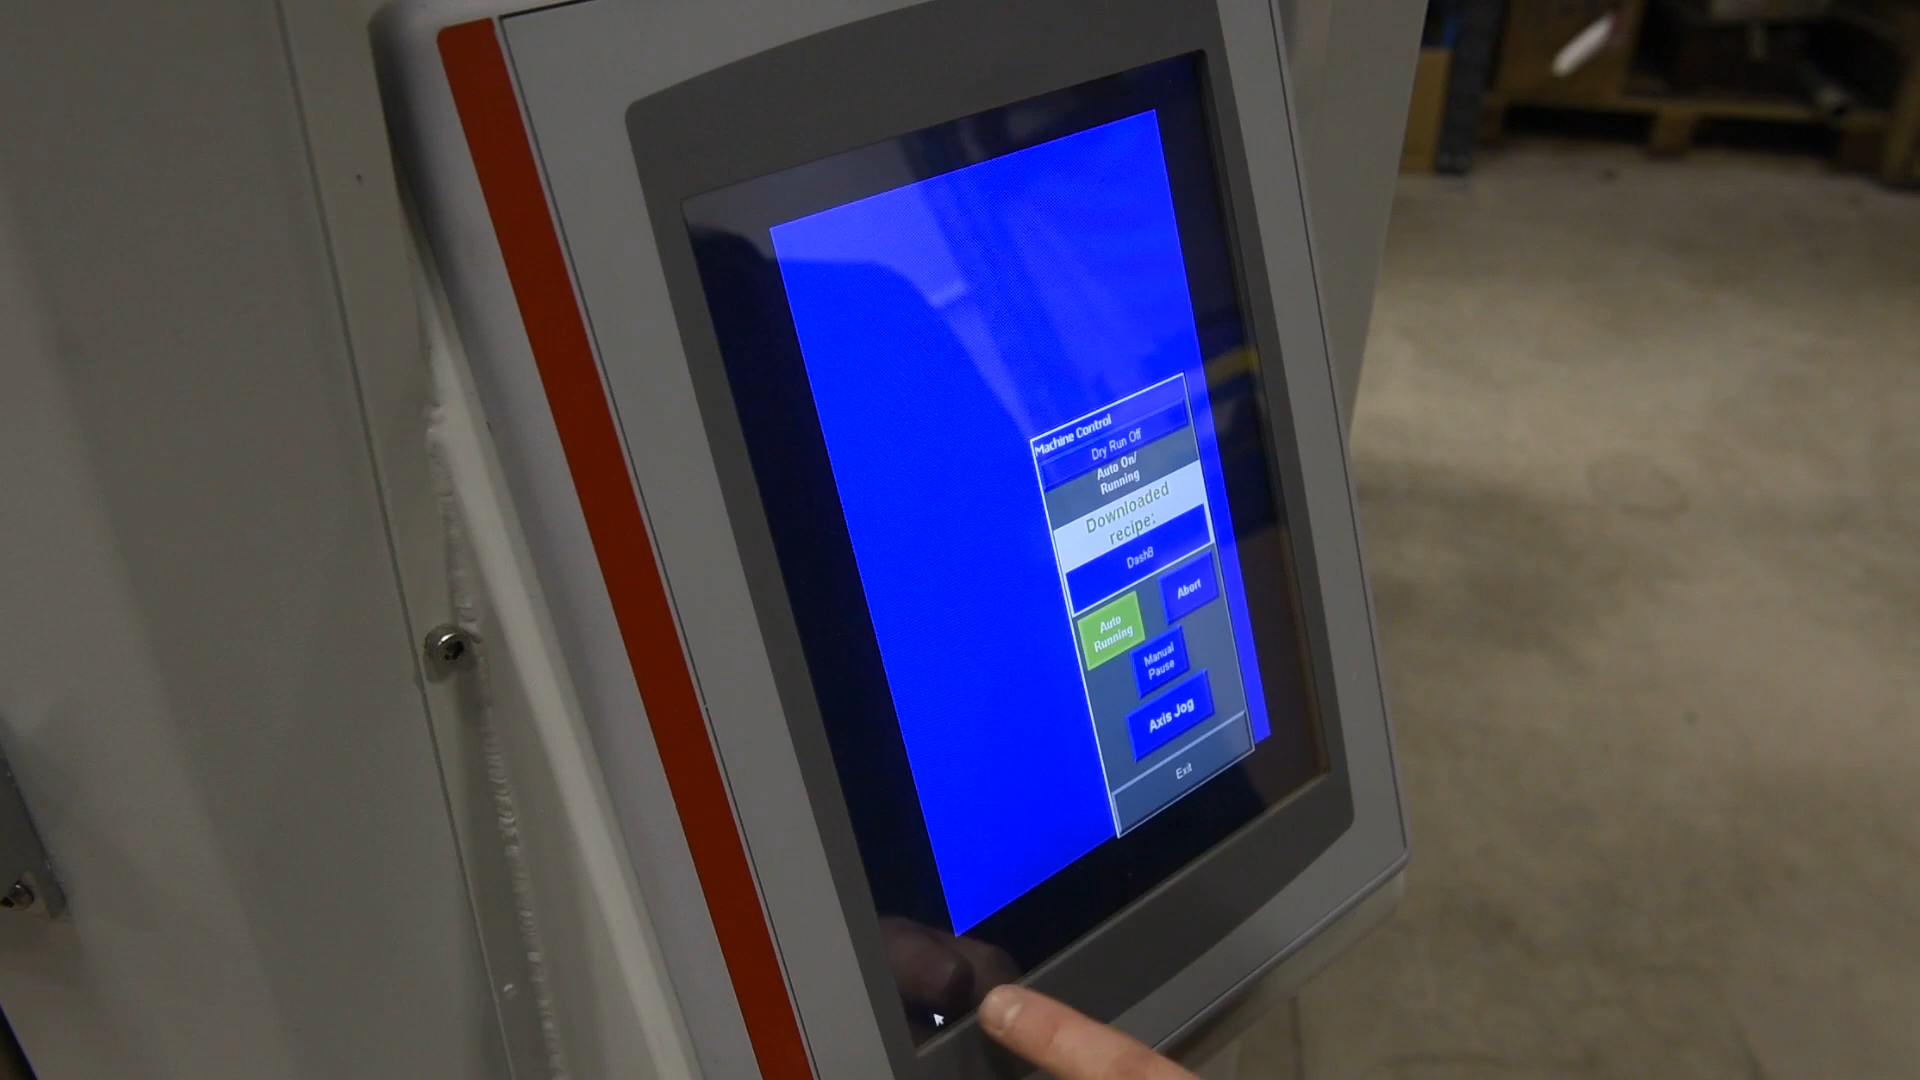 Machine Control
Dry Run Off
Auto On/
Running
Downloaded
recipe:
DashB
Abort
Auto
Running
Manual
Pause
Axis Jog
Exit